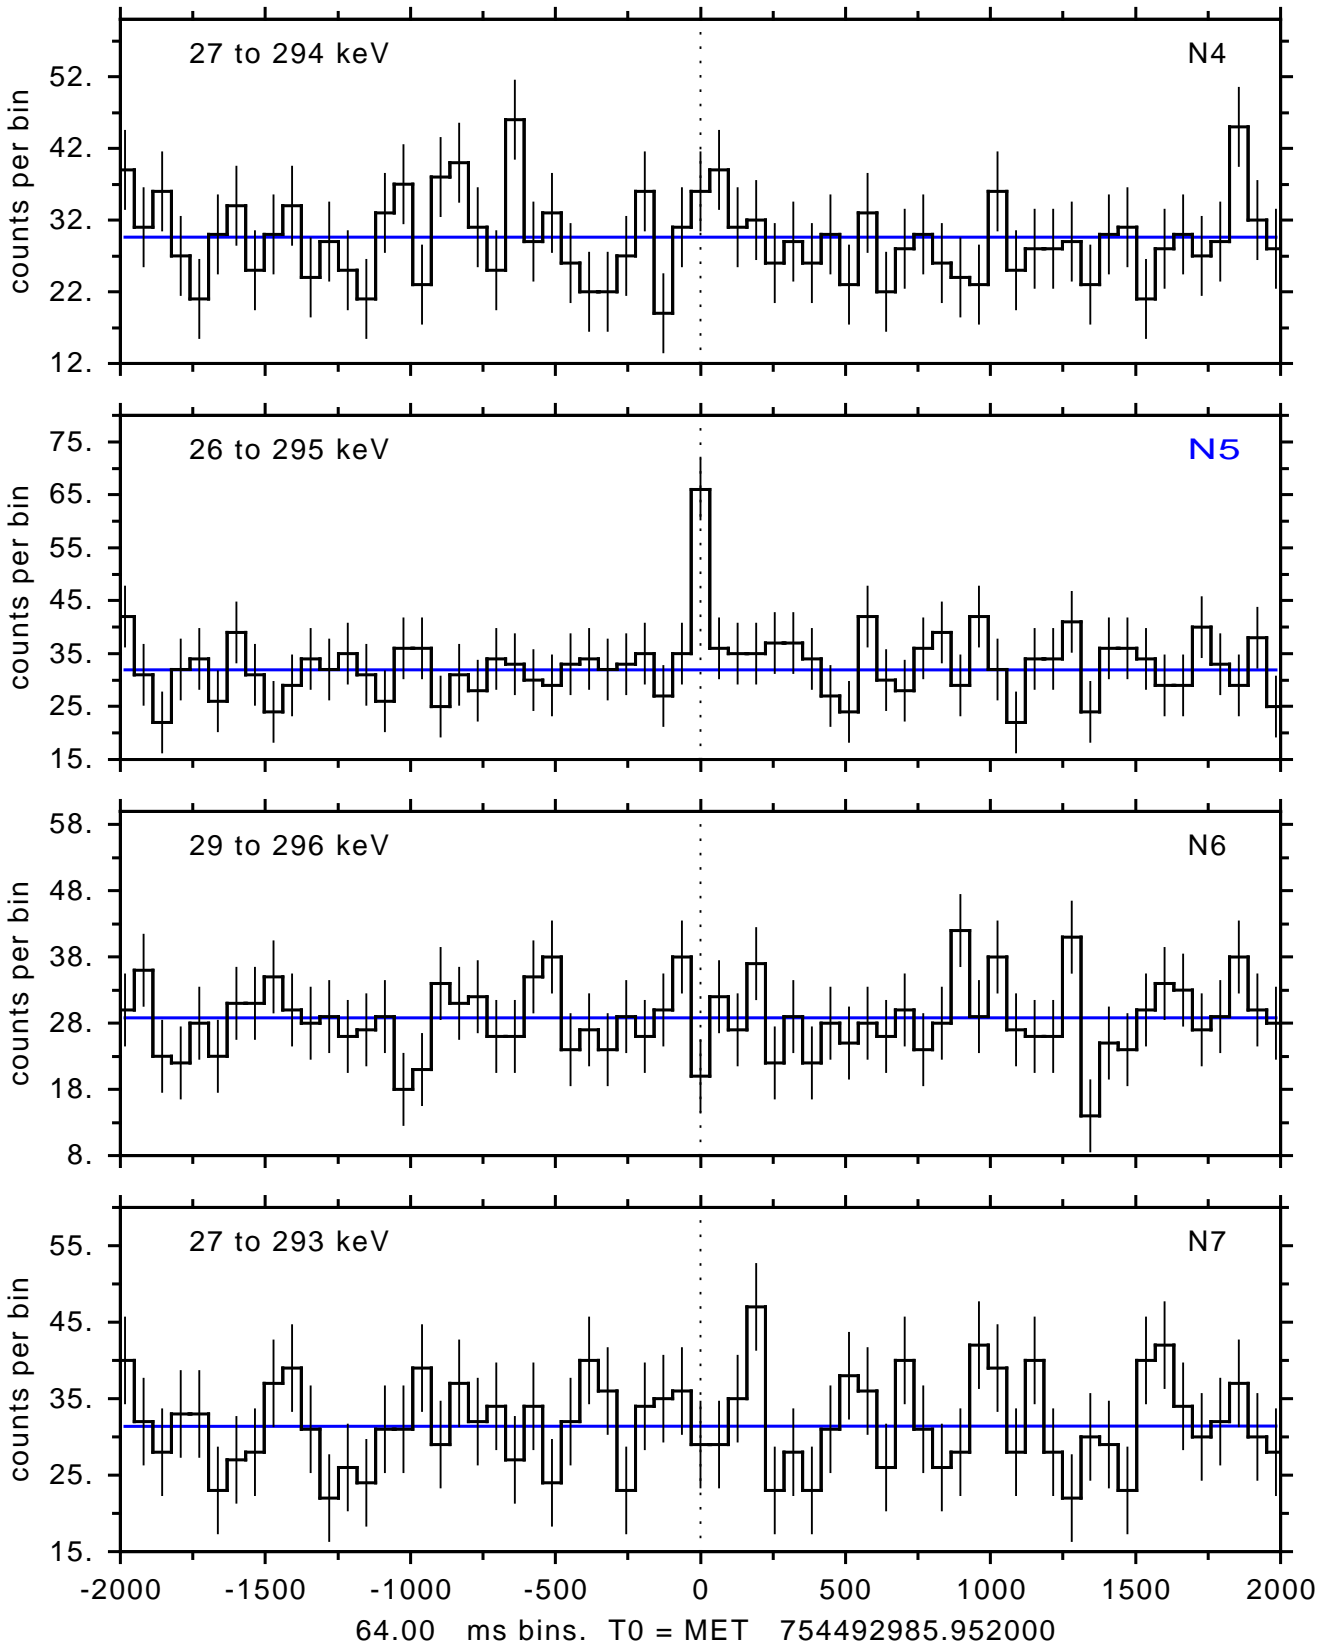 27 to 294 keV N4
52.
42.
32.
22.
12.
counts per bin
26 to 295 keV N5
75.
65.
55.
45.
35.
25.
15.
counts per bin
29 to 296 keV N6
58.
48.
38.
28.
18.
8.
counts per bin
27 to 293 keV N7
55.
45.
35.
25.
15.
counts per bin
-2000 -1500 -1000 -500 0 500 1000 1500 2000
64.00 ms bins. T0 = MET 754492985.952000